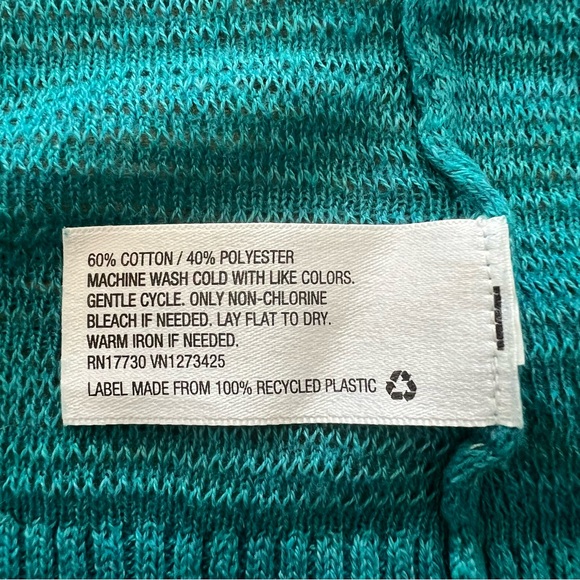 60% COTTON / 40% POLYESTER
MACHINE WASH COLD WITH LIKE COLORS.
GENTLE CYCLE. ONLY NON-CHLORINE
BLEACH IF NEEDED. LAY FLAT TO DRY.
WARM IRON IF NEEDED.
RN17730 VN1273425
LABEL MADE FROM 100% RECYCLED PLASTIC